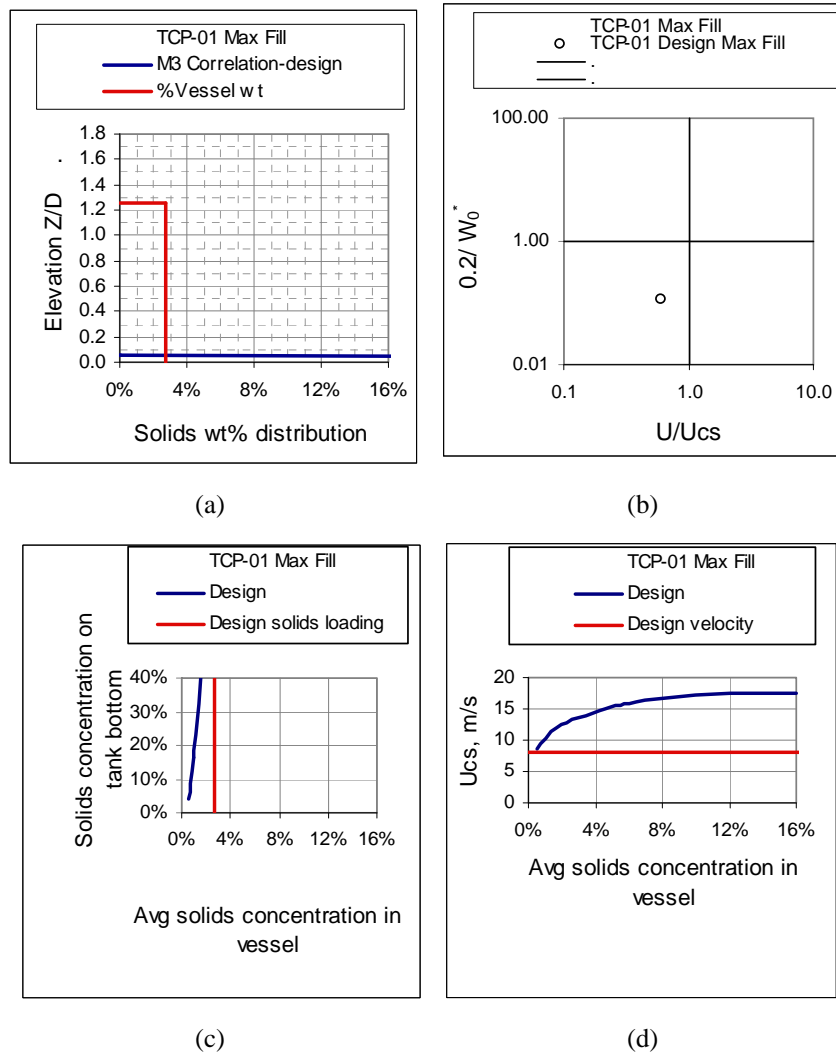 TCP-01 Max Fill
M3 Correlation-design
%Vessel wt
1.8
1.6
1.4
1.2
1.0
0.8
0.6
0.4
0.2
0.0
Elevation Z/D
.
0%
4%
8%
12%
16%
Solids wt% distribution
(a)
TCP-01 Max Fill
TCP-01 Design Max Fill
.
.
100.00
1.00
0.01
0.2/ W0*
0.1
1.0
10.0
U/Ucs
(b)
TCP-01 Max Fill
Design
Design solids loading
Solids concentration on
tank bottom
40%
30%
20%
10%
0%
0%
4%
8%
12%
16%
Avg solids concentration in
vessel
(c)
TCP-01 Max Fill
Design
Design velocity
Ucs, m/s
20
15
10
5
0
0%
4%
8%
12%
16%
Avg solids concentration in
vessel
(d)